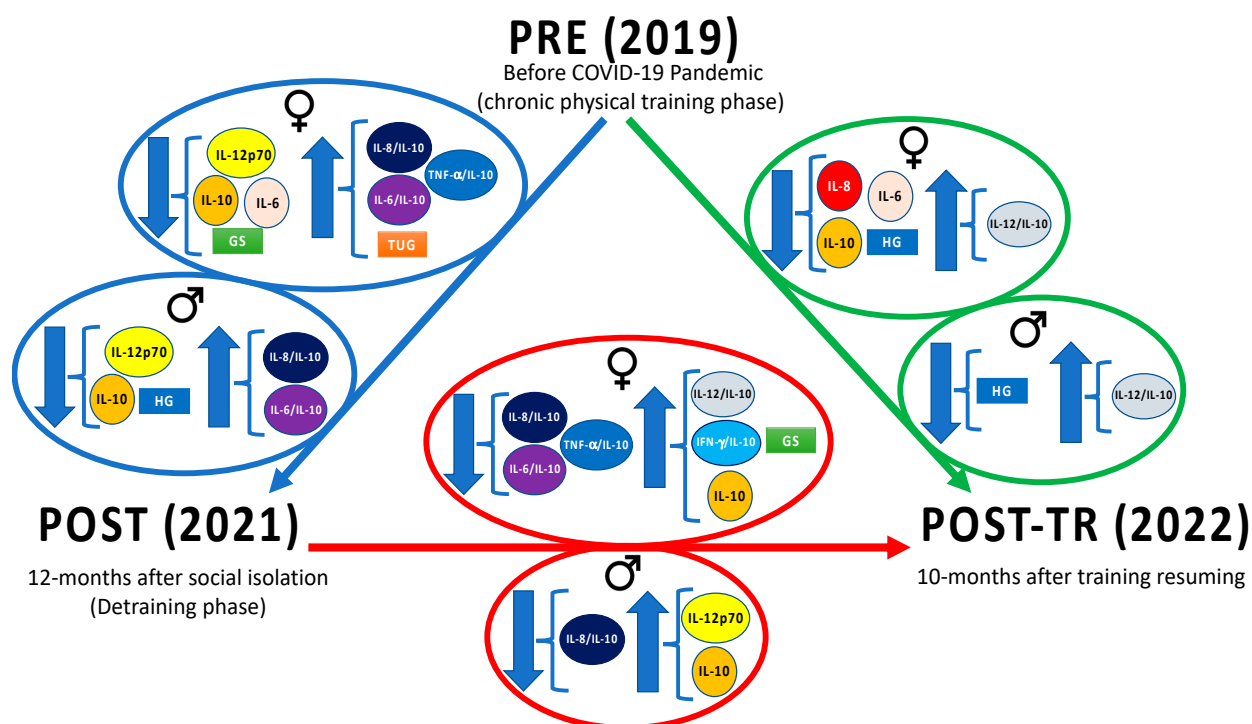 PRE (2019)
Before COVID-19 Pandemic
(chronic physical training phase)
♀
IL-12p70
IL-10
IL-6
GS
IL-8/IL-10
TNF-α/IL-10
IL-6/IL-10
TUG
♂
IL-12p70
IL-10
HG
IL-8/IL-10
IL-6/IL-10
♀
IL-8
IL-6
IL-10
HG
IL-12/IL-10
♂
HG
IL-12/IL-10
♀
IL-8/IL-10
TNF-α/IL-10
IL-6/IL-10
IL-12/IL-10
IFN-γ/IL-10
GS
IL-10
POST (2021)
12-months after social isolation
(Detraining phase)
POST-TR (2022)
10-months after training resuming
♂
IL-8/IL-10
IL-12p70
IL-10